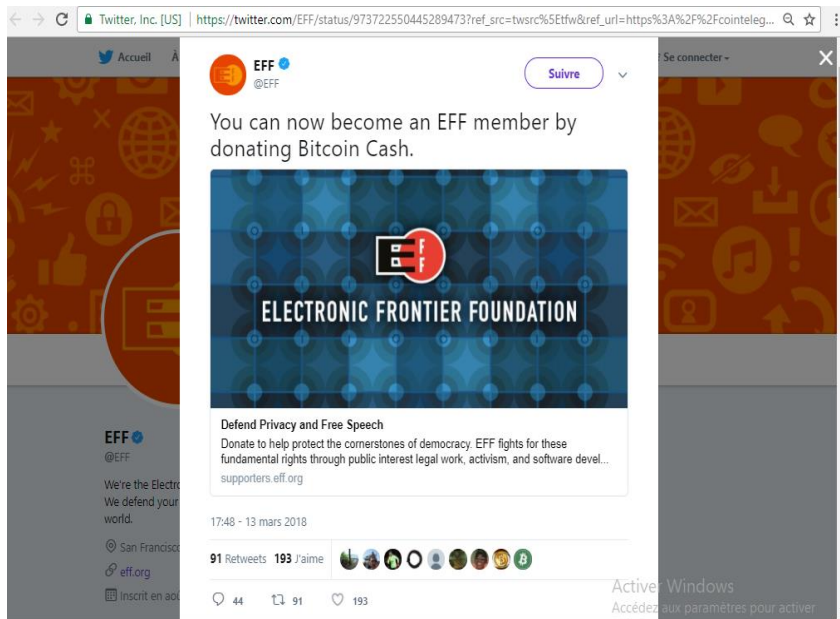 Twitter, Inc. [US] | https://twitter.com/EFF/status/973722550445289473?ref_src=twsrc%5Etfw&ref_url=https%3A%2F%2Fcointeleg...
Accueil À
Se connecter
EFF
@EFF
Suivre
You can now become an EFF member by
donating Bitcoin Cash.
E F F
ELECTRONIC FRONTIER FOUNDATION
Defend Privacy and Free Speech
Donate to help protect the cornerstones of democracy. EFF fights for these
fundamental rights through public interest legal work, activism, and software devel...
supporters.eff.org
17:48 - 13 mars 2018
91 Retweets 193 J'aime
44 91 193
EFF
@EFF
We're the Electro
We defend your
world.
San Francisco
eff.org
Inscrit en aoû
Activer Windows
Accédez aux paramètres pour activer